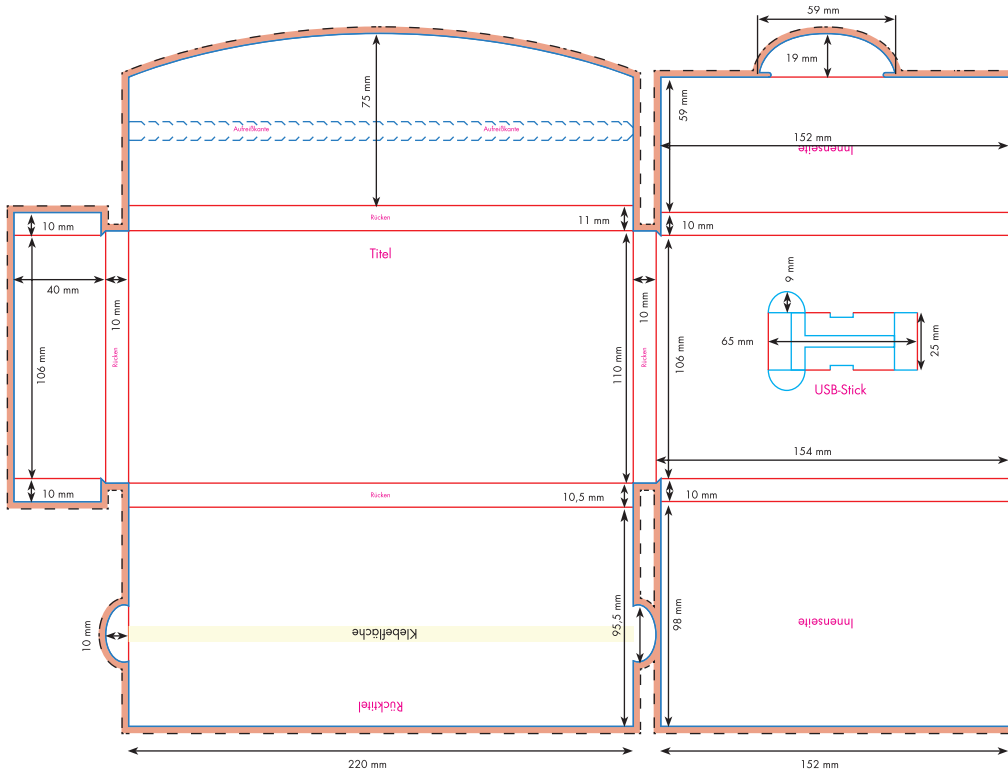 59 mm
19 mm
75 mm
59 mm
Aufreißkante
Aufreißkante
152 mm
Innenseite
Rücken
11 mm
10 mm
10 mm
Titel
40 mm
10 mm
10 mm
9 mm
65 mm
25 mm
106 mm
Rücken
110 mm
Rücken
106 mm
USB-Stick
154 mm
10 mm
Rücken
10,5 mm
10 mm
10 mm
Klebefläche
95,5 mm
98 mm
Innenseite
Rücktitel
220 mm
152 mm